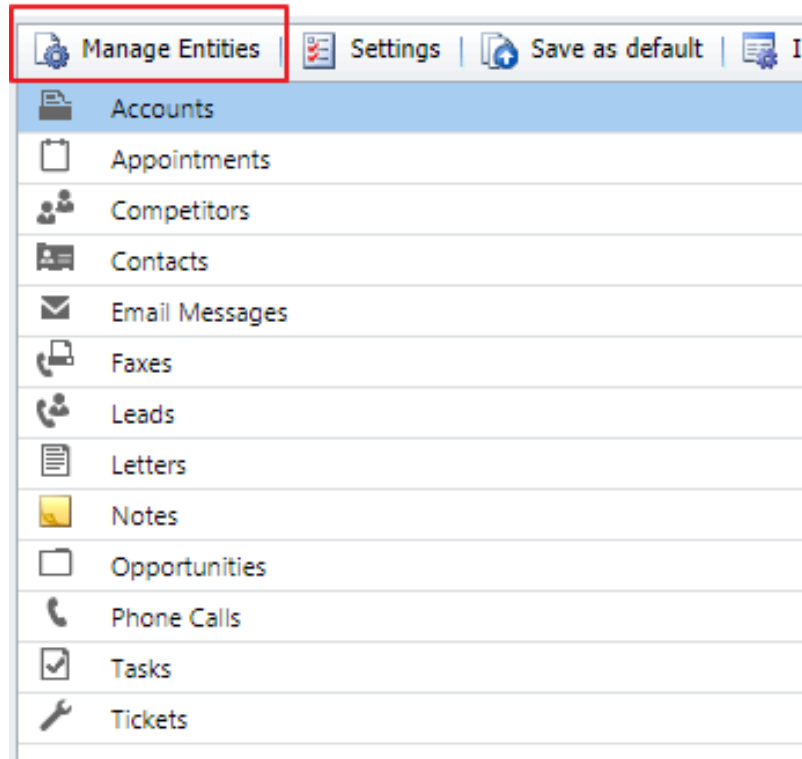 Manage Entities | Settings | Save as default |
Accounts
Appointments
Competitors
Contacts
Email Messages
Faxes
Leads
Letters
Notes
Opportunities
Phone Calls
Tasks
Tickets